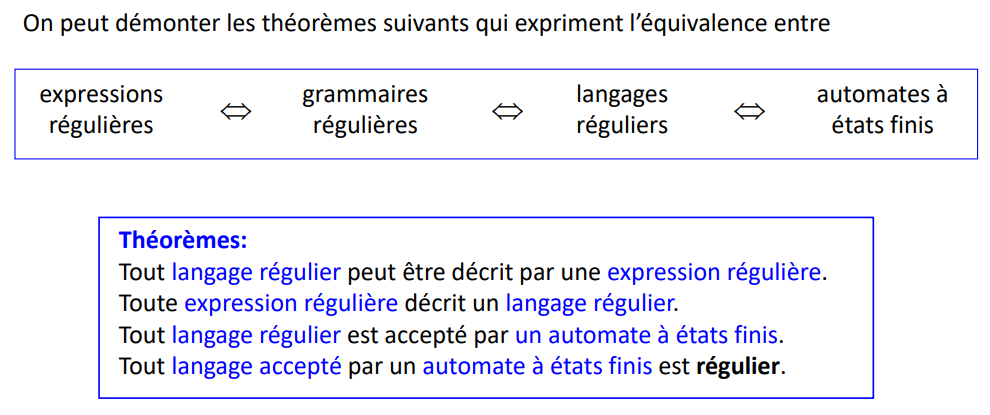 On peut démonter les théorèmes suivants qui expriment l’équivalence entre
expressions régulières ⇔ grammaires régulières ⇔ langages réguliers ⇔ automates à états finis
Théorèmes:
Tout langage régulier peut être décrit par une expression régulière.
Toute expression régulière décrit un langage régulier.
Tout langage régulier est accepté par un automate à états finis.
Tout langage accepté par un automate à états finis est régulier.